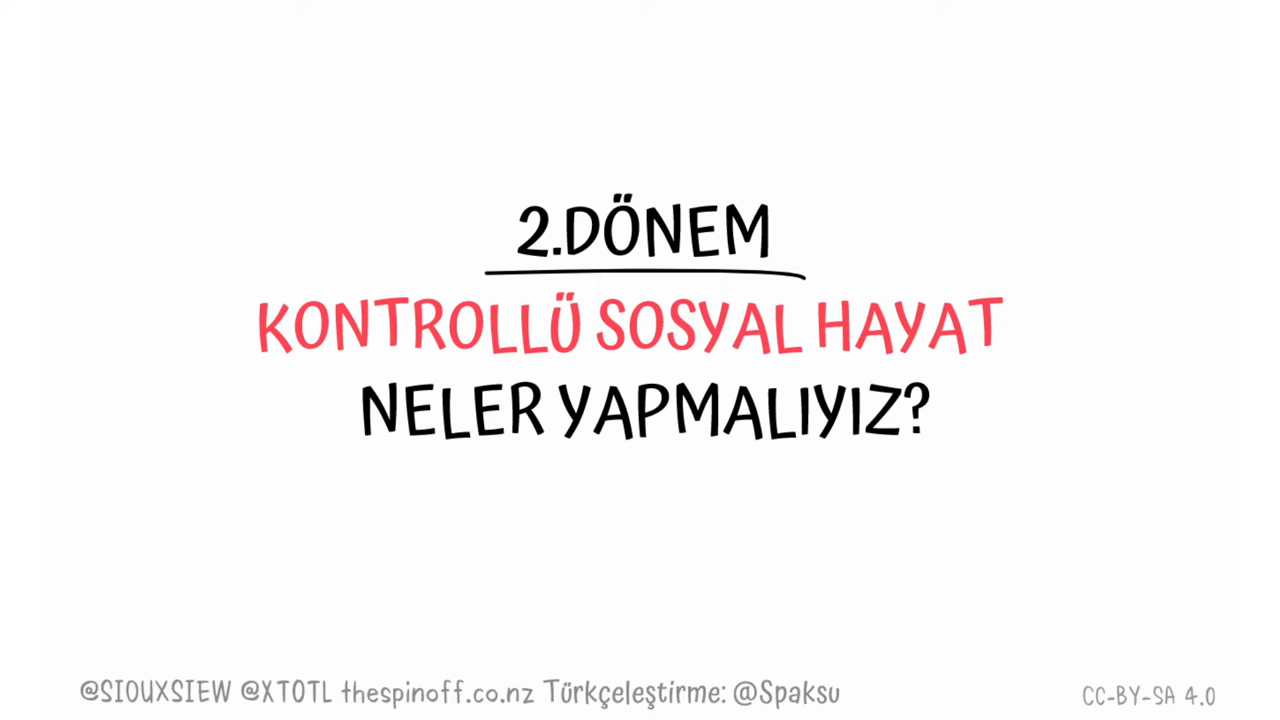 2.DÖNEM
KONTROLLÜ SOSYAL HAYAT
NELER YAPMALIYIZ?
@SIOUXSIEW @XTOTL thespinoff.co.nz Türkçeleştirme: @Spaksu
CC-BY-SA 4.0